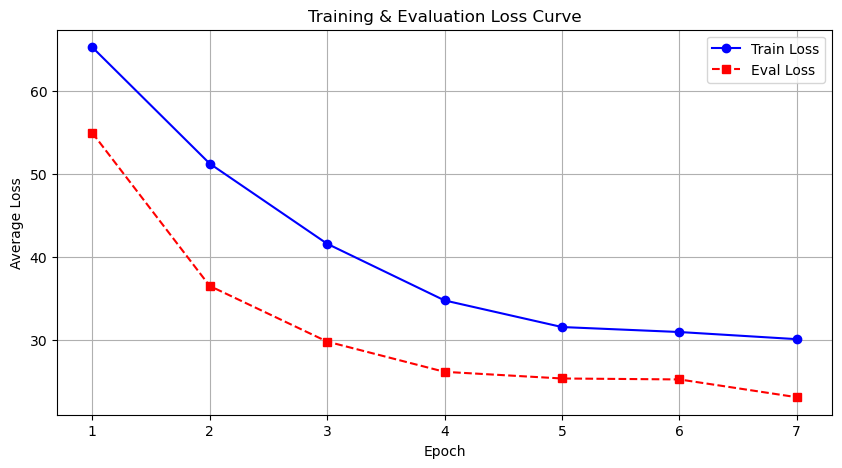 Training & Evaluation Loss Curve
Train Loss
Eval Loss
Average Loss
60
50
40
30
1 2 3 4 5 6 7
Epoch